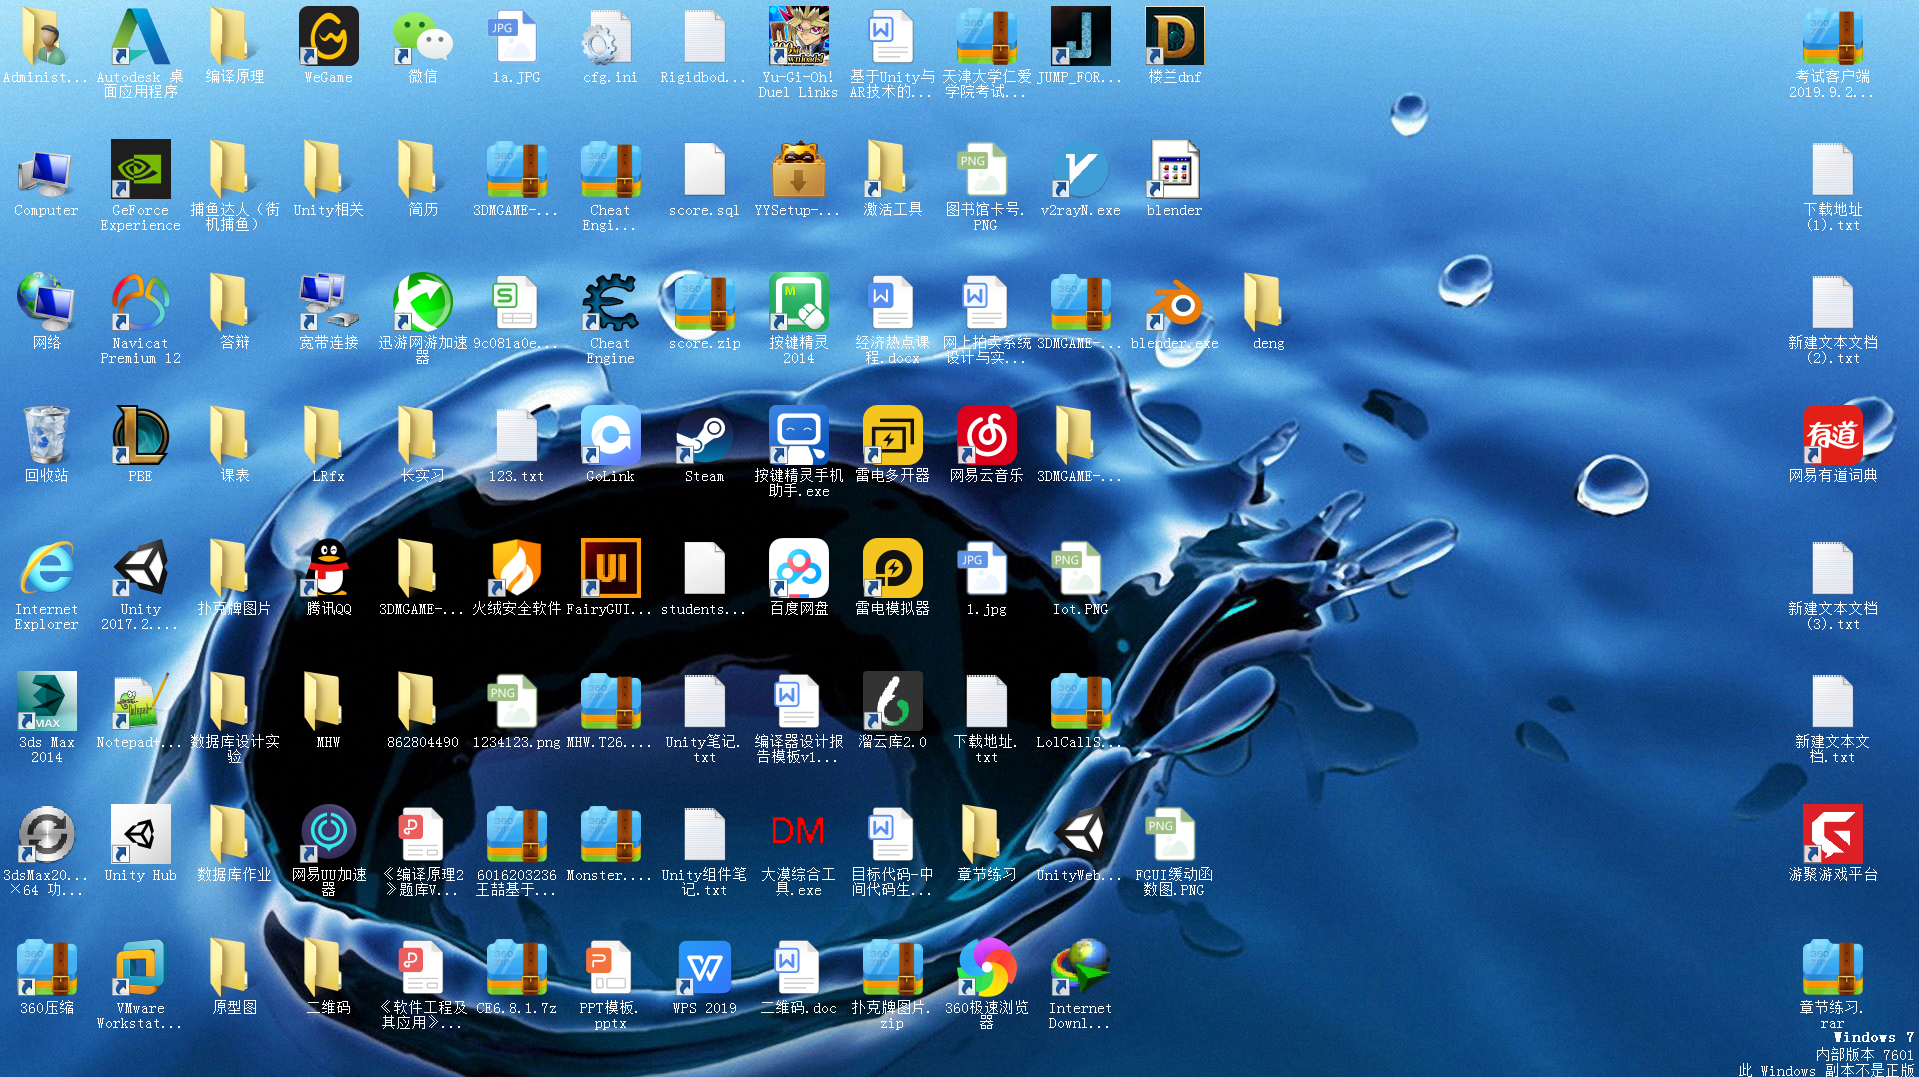 Administ...
Autodesk 桌
面应用程序
编译原理
WeGame
微信
1a.JPG
cfg.ini
Rigidbod...
Yu-Gi-Oh!
Duel Links
基于Unity与
AR技术的...
天津大学仁爱
学院考试...
JUMP_FOR...
楼兰dnf
考试客户端
2019.9.2...
Computer
GeForce
Experience
捕鱼达人（街
机捕鱼）
Unity相关
简历
3DMGAME-...
Cheat
Engi...
score.sql
YYSetup-...
激活工具
图书馆卡号.
PNG
v2rayN.exe
blender
下载地址
(1).txt
网络
Navicat
Premium 12
答辩
宽带连接
迅游网游加速
器
9c081a0e...
Cheat
Engine
score.zip
按键精灵
2014
经济热点课
程.docx
网上拍卖系统
设计与实...
3DMGAME-...
blender.exe
deng
新建文本文档
(2).txt
回收站
PBE
课表
LRfx
长实习
123.txt
GoLink
Steam
按键精灵手机
助手.exe
雷电多开器
网易云音乐
3DMGAME-...
有道
网易有道词典
Internet
Explorer
Unity
2017.2....
扑克牌图片
腾讯QQ
3DMGAME-...
火绒安全软件
FairyGUI...
students...
百度网盘
雷电模拟器
1.jpg
Iot.PNG
新建文本文档
(3).txt
3ds Max
2014
Notepad+...
数据库设计实
验
MHW
862804490
1234123.png
MHW.T26....
Unity笔记.
txt
编译器设计报
告模板v1...
溜云库2.0
下载地址.
txt
LolCallS...
新建文本文
档.txt
3dsMax20...
×64 功...
Unity Hub
数据库作业
网易UU加速
器
《编译原理2
》题库V...
6016203236
王喆基于...
Monster....
Unity组件笔
记.txt
DM
大漠综合工
具.exe
目标代码-中
间代码生...
章节练习
UnityWeb...
FGUI缓动函
数图.PNG
游聚游戏平台
360压缩
VMware
Workstat...
原型图
二维码
《软件工程及
其应用》...
CE6.8.1.7z
PPT模板.
pptx
WPS 2019
二维码.doc
扑克牌图片.
zip
360极速浏览
器
Internet
Downl...
章节练习.
rar
Windows 7
内部版本 7601
此 Windows 副本不是正版